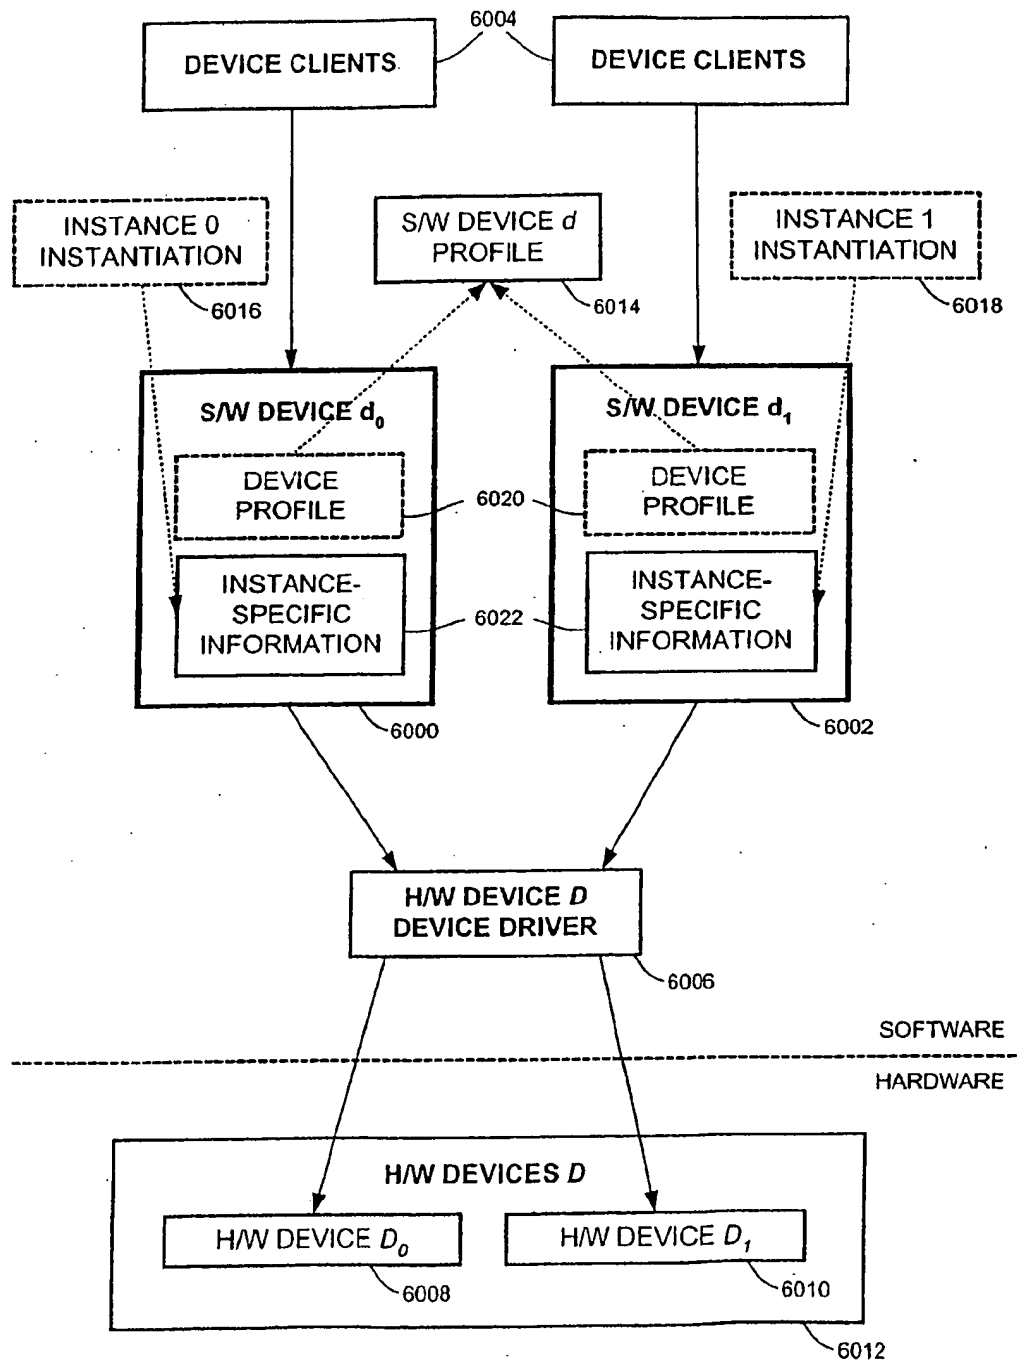 6004
DEVICE CLIENTS
DEVICE CLIENTS
INSTANCE 0
INSTANTIATION
6016
S/W DEVICE d
PROFILE
6014
INSTANCE 1
INSTANTIATION
6018
S/W DEVICE d0
DEVICE
PROFILE
INSTANCE-
SPECIFIC
INFORMATION
6000
6020
6022
S/W DEVICE d1
DEVICE
PROFILE
INSTANCE-
SPECIFIC
INFORMATION
6002
H/W DEVICE D
DEVICE DRIVER
6006
SOFTWARE
HARDWARE
H/W DEVICES D
H/W DEVICE D0
6008
H/W DEVICE D1
6010
6012